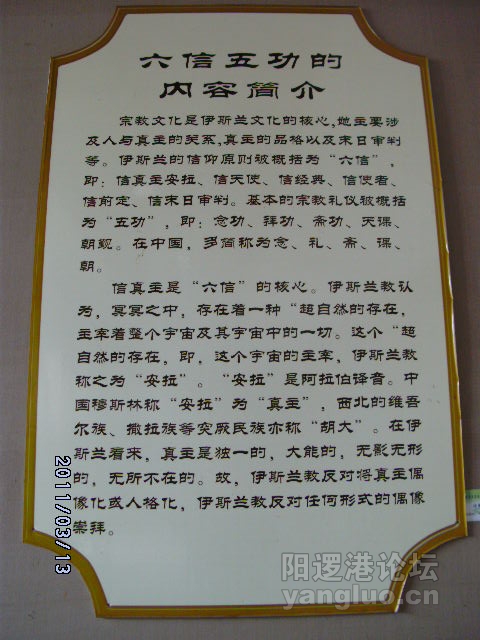 六信五功的
内容简介
宗教文化是伊斯兰文化的核心,她主要涉
及人与真主的关系,真主的品格以及末日审判
等。伊斯兰的信仰原则被概括为“六信”,
即:信真主安拉、信天使、信经典、信使者、
信前定、信末日审判。基本的宗教礼仪被概括
为“五功”,即:念功、拜功、斋功、天课、
朝觐。在中国,多简称为念、礼、斋、课、
朝。
信真主是“六信”的核心。伊斯兰教认
为,冥冥之中,存在着一种“超自然的存在,
主宰着整个宇宙及其宇宙中的一切。这个“超
自然的存在,即,这个宇宙的主宰,伊斯兰教
称之为“安拉”。“安拉”是阿拉伯译音。中
国穆斯林称“安拉”为“真主”,西北的维吾
尔族、撒拉族等突厥民族亦称“胡大”。在伊
斯兰看来,真主是独一的,大能的,无影无形
的,无所不在的。故,伊斯兰教反对将真主偶
像化或人格化,伊斯兰教反对任何形式的偶像
崇拜。
2011/03/13
阳逻港论坛
yangluo.cn